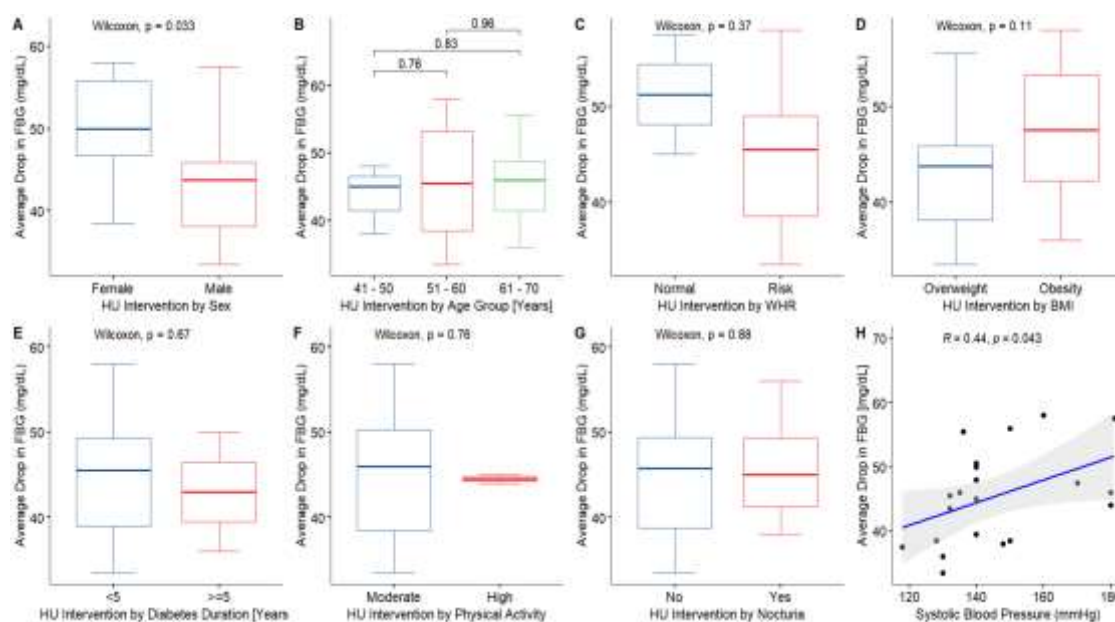 A
Wilcoxon, p = 0.033
Average Drop in FBG (mg/dL)
60
50
40
Female
Male
HU Intervention by Sex
B
0.96
0.83
0.76
Average Drop in FBG (mg/dL)
60
50
40
41 - 50
51 - 60
61 - 70
HU Intervention by Age Group [Years]
C
Wilcoxon, p = 0.37
Average Drop in FBG (mg/dL)
50
40
Normal
Risk
HU Intervention by WHR
D
Wilcoxon, p = 0.11
Average Drop in FBG (mg/dL)
50
40
Overweight
Obesity
HU Intervention by BMI
E
Wilcoxon, p = 0.67
Average Drop in FBG (mg/dL)
60
50
40
<5
>=5
HU Intervention by Diabetes Duration [Years
F
Wilcoxon, p = 0.76
Average Drop in FBG (mg/dL)
60
50
40
Moderate
High
HU Intervention by Physical Activity
G
Wilcoxon, p = 0.88
Average Drop in FBG (mg/dL)
60
50
40
No
Yes
HU Intervention by Nocturia
H
R = 0.44, p = 0.043
Average Drop in FBG [mg/dL]
70
60
50
40
120
140
160
180
Systolic Blood Pressure (mmHg)